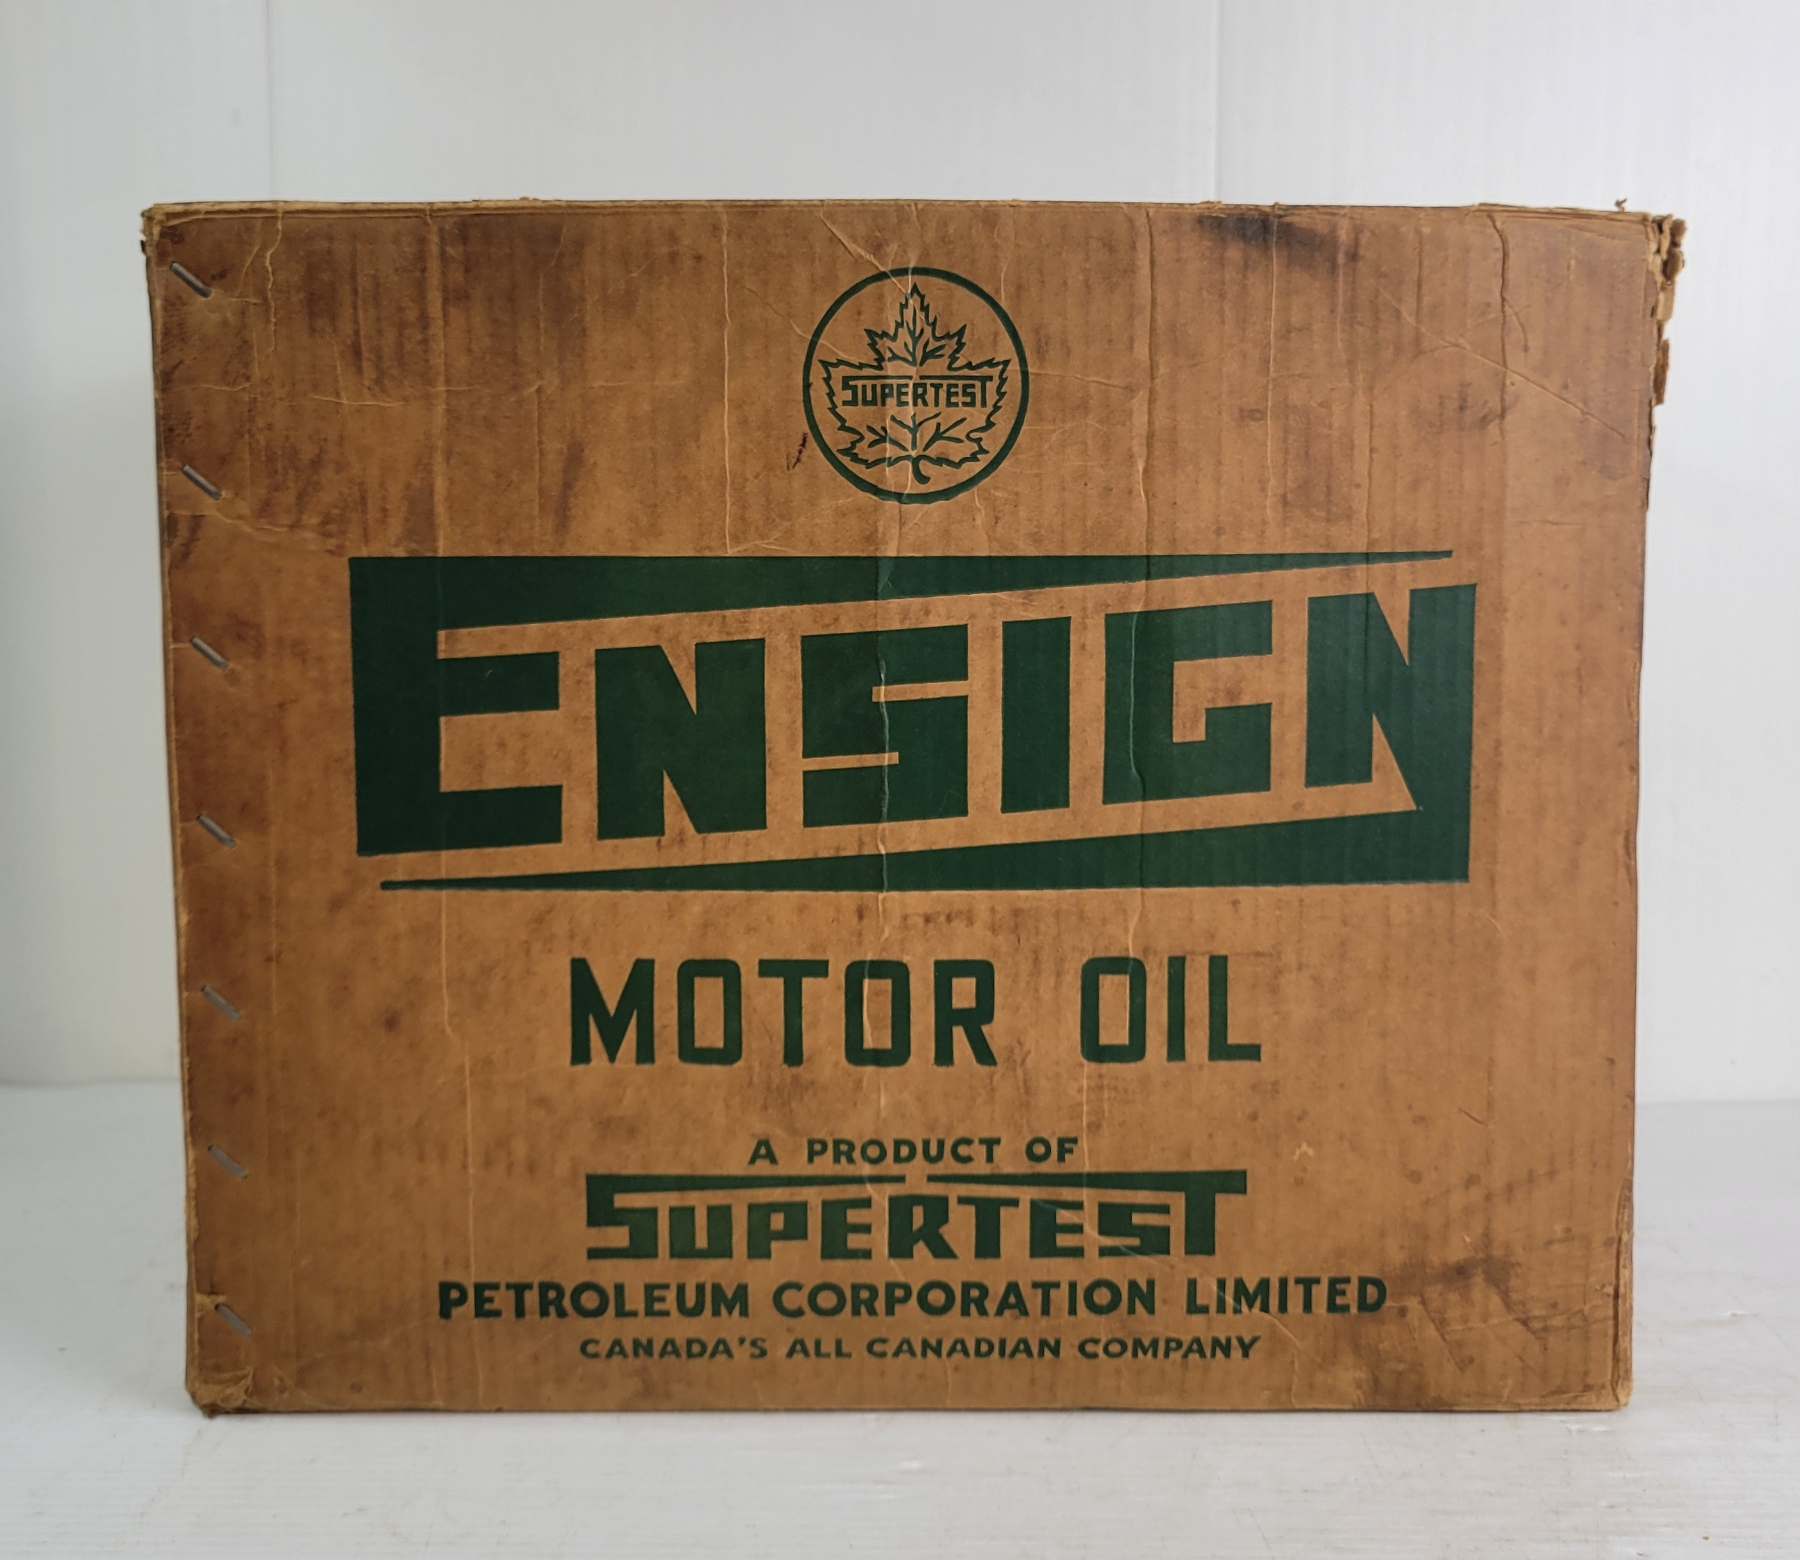 SUPERTEST
ENSIGN
MOTOR OIL
A PRODUCT OF
SUPERTEST
PETROLEUM CORPORATION LIMITED
CANADA'S ALL CANADIAN COMPANY